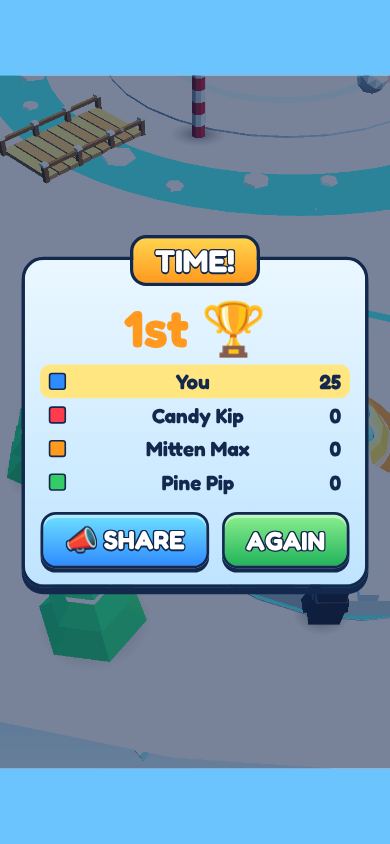 TIME!
1st
You 25
Candy Kip 0
Mitten Max 0
Pine Pip 0
SHARE AGAIN